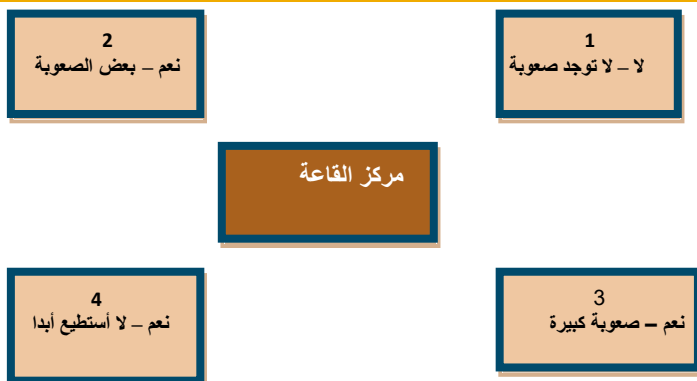 1
لا – لا توجد صعوبة
2
نعم – بعض الصعوبة
مركز القاعة
3
نعم – صعوبة كبيرة
4
نعم – لا أستطيع أبدا